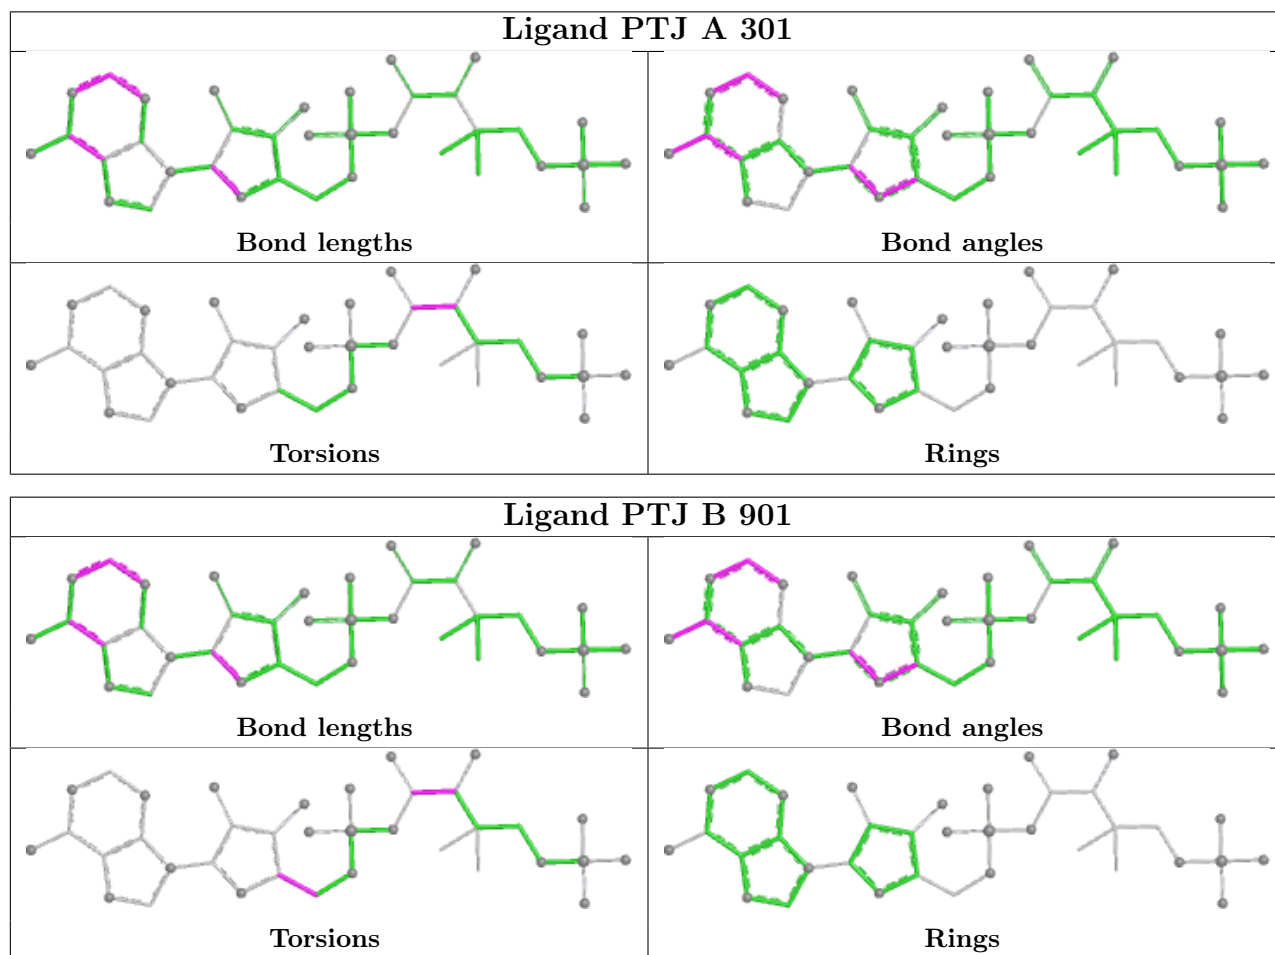 Ligand PTJ A 301
Bond lengths
Bond angles
Torsions
Rings
Ligand PTJ B 901
Bond lengths
Bond angles
Torsions
Rings